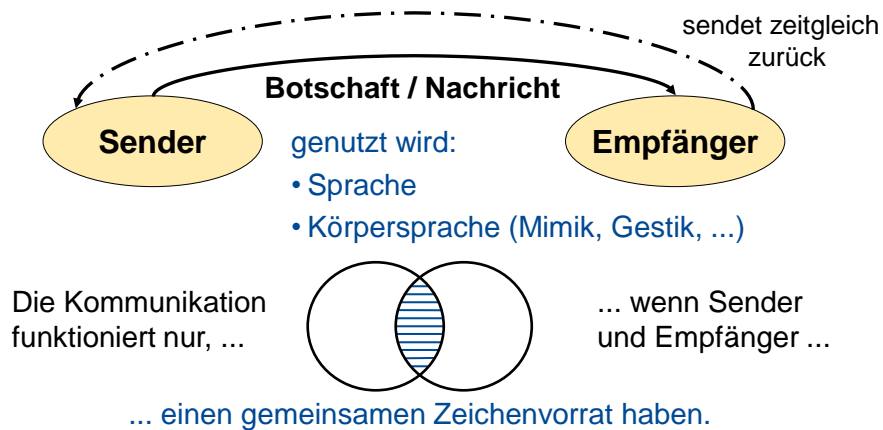 sendet zeitgleich
zurück
Botschaft / Nachricht
Sender
Empfänger
genutzt wird:
• Sprache
• Körpersprache (Mimik, Gestik, ...)
Die Kommunikation
funktioniert nur, ...
... wenn Sender
und Empfänger ...
... einen gemeinsamen Zeichenvorrat haben.